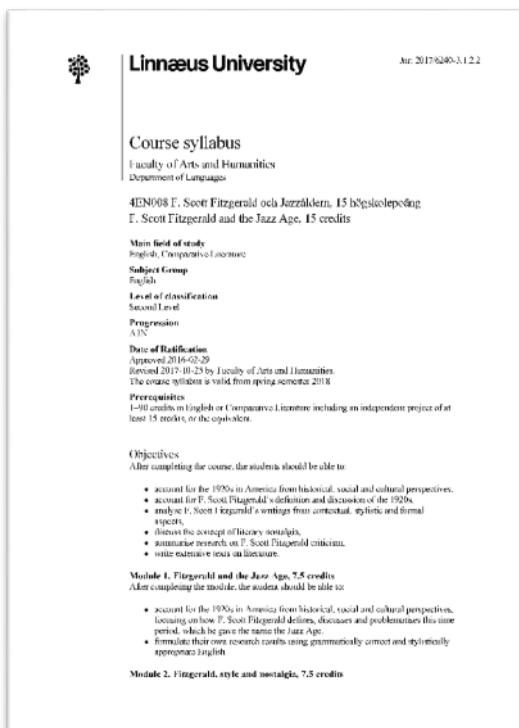 Linnæus University
Jnr: 2017/6240-3.1.2.2
Course syllabus
Faculty of Arts and Humanities
Department of Languages
4EN008 F. Scott Fitzgerald och Jazzåldern, 15 högskolepoäng
F. Scott Fitzgerald and the Jazz Age, 15 credits
Main field of study
English, Comparative Literature
Subject Group
English
Level of classification
Second Level
Progression
A1N
Date of Ratification
Approved 2016-02-29
Revised 2017-10-23 by Faculty of Arts and Humanities.
The course syllabus is valid from spring semester 2018
Prerequisites
1–90 credits in English or Comparative Literature including an independent project of at
least 15 credits, or the equivalent.
Objectives
After completing the course, the students should be able to:
• account for the 1920s in America from historical, social and cultural perspectives,
• account for F. Scott Fitzgerald's definition and discussion of the 1920s,
• analyse F. Scott Fitzgerald's writings from contextual, stylistic and formal
aspects,
• discuss the concept of literary nostalgia,
• summarise research on F. Scott Fitzgerald criticism,
• write extensive texts on literature.
Module 1. Fitzgerald and the Jazz Age, 7.5 credits
After completing the module, the student should be able to:
• account for the 1920s in America from historical, social and cultural perspectives,
focusing on how F. Scott Fitzgerald defines, discusses and problematises this time
period, which he gave the name the Jazz Age.
• formulate their own research results using grammatically correct and stylistically
appropriate English
Module 2. Fitzgerald, style and nostalgia, 7.5 credits